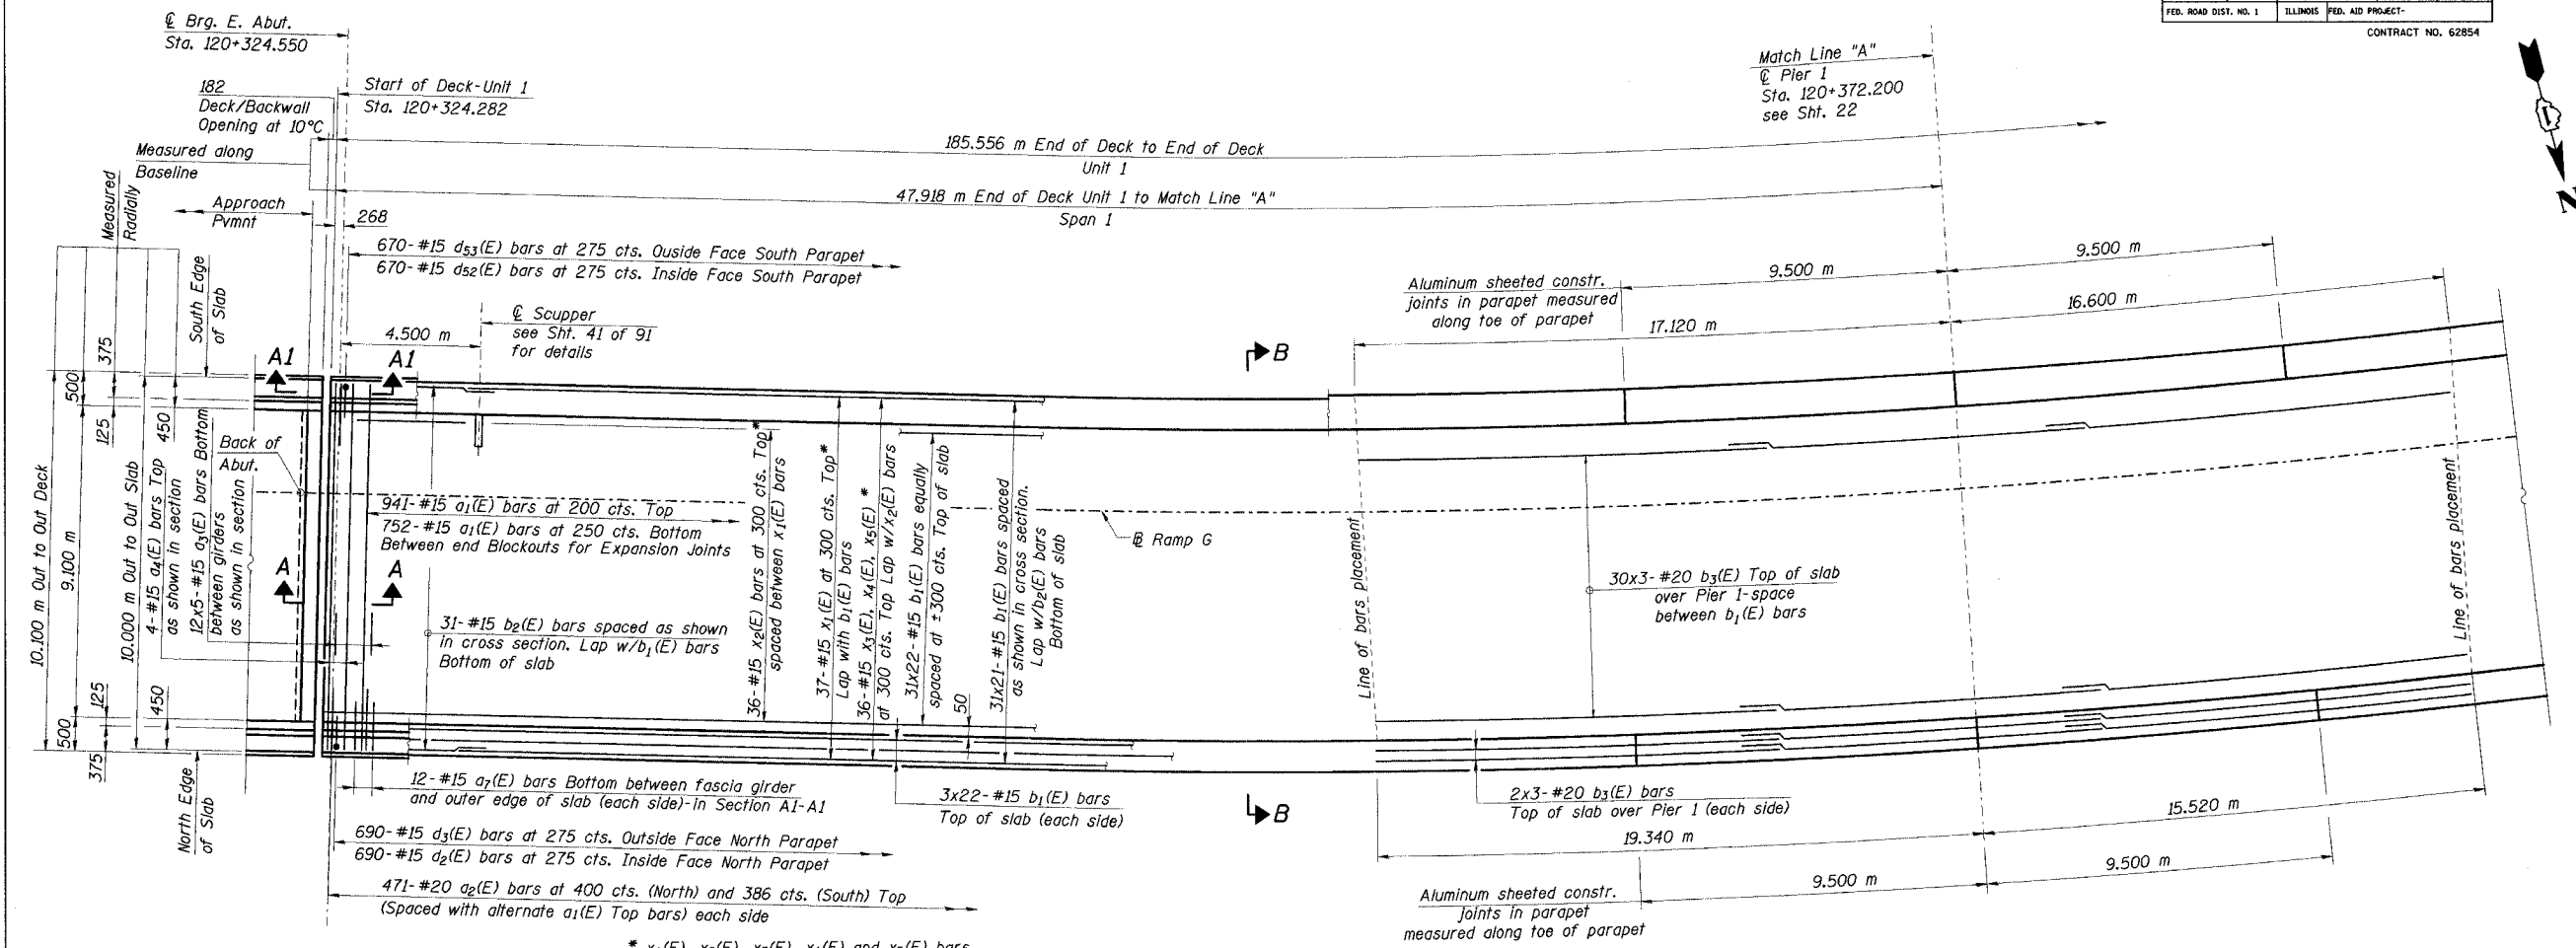 FED. ROAD DIST. NO. 1 ILLINOIS FED. AID PROJECT-
CONTRACT NO. 62854
℄ Brg. E. Abut.
Sta. 120+324.550
182
Deck/Backwall
Opening at 10°C
Start of Deck-Unit 1
Sta. 120+324.282
Match Line "A"
℄ Pier 1
Sta. 120+372.200
see Sht. 22
N
185.556 m End of Deck to End of Deck
Unit 1
47.918 m End of Deck Unit 1 to Match Line "A"
Span 1
Measured along
Baseline
Measured
Radially
Approach
Pvmnt
268
670-#15 d53(E) bars at 275 cts. Ouside Face South Parapet
670-#15 d52(E) bars at 275 cts. Inside Face South Parapet
South Edge
of Slab
4.500 m
℄ Scupper
see Sht. 41 of 91
for details
Aluminum sheeted constr.
joints in parapet measured
along toe of parapet
9.500 m
9.500 m
17.120 m
16.600 m
A1
A1
B
375
500
125
450
10.100 m Out to Out Deck
9.100 m
10.000 m Out to Out Slab
4-#15 a4(E) bars Top
as shown in section
12x5-#15 a3(E) bars Bottom
between girders
as shown in section
Back of
Abut.
A
A
941-#15 a1(E) bars at 200 cts. Top
752-#15 a1(E) bars at 250 cts. Bottom
Between end Blockouts for Expansion Joints
31-#15 b2(E) bars spaced as shown
in cross section. Lap w/b1(E) bars
Bottom of slab
36-#15 x2(E) bars at 300 cts. Top*
spaced between x1(E) bars
37-#15 x1(E) at 300 cts. Top*
Lap with b1(E) bars
36-#15 x3(E), x4(E), x5(E) *
at 300 cts. Top Lap w/x2(E) bars
31x22-#15 b1(E) bars equally
spaced at ±300 cts. Top of slab
50
31x21-#15 b1(E) bars spaced
as shown in cross section.
Lap w/b2(E) bars
Bottom of slab
℄ Ramp G
Line of bars placement
30x3-#20 b3(E) Top of slab
over Pier 1-space
between b1(E) bars
Line of bars placement
125
450
500
375
North Edge
of Slab
12-#15 a7(E) bars Bottom between fascia girder
and outer edge of slab (each side)-in Section A1-A1
690-#15 d3(E) bars at 275 cts. Outside Face North Parapet
690-#15 d2(E) bars at 275 cts. Inside Face North Parapet
471-#20 a2(E) bars at 400 cts. (North) and 386 cts. (South) Top
(Spaced with alternate a1(E) Top bars) each side
3x22-#15 b1(E) bars
Top of slab (each side)
B
2x3-#20 b3(E) bars
Top of slab over Pier 1 (each side)
19.340 m
15.520 m
9.500 m
9.500 m
Aluminum sheeted constr.
joints in parapet
measured along toe of parapet